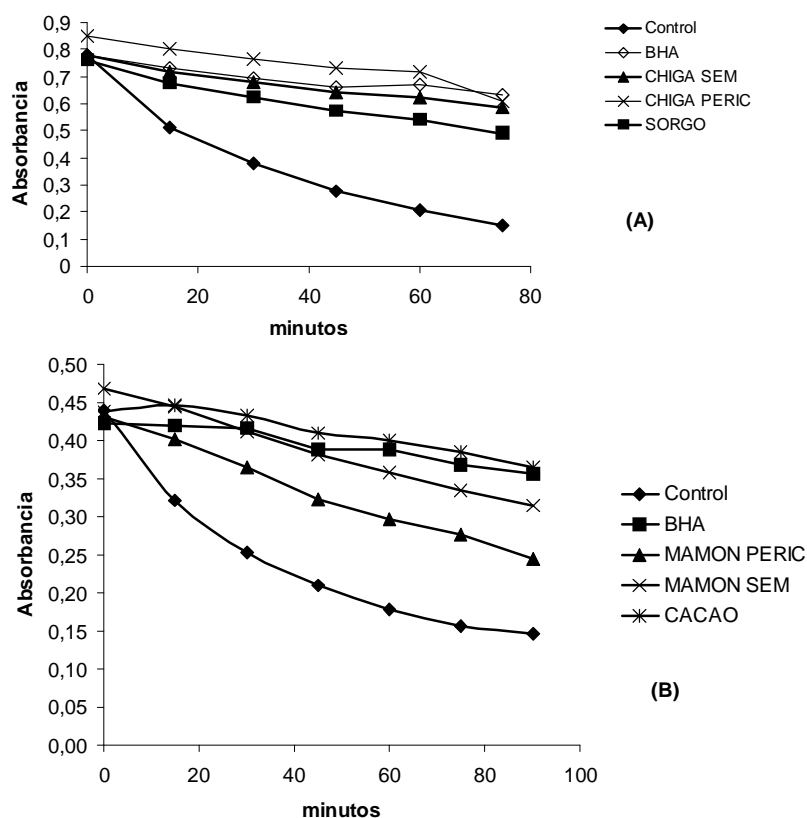 0,9
0,8
0,7
0,6
0,5
0,4
0,3
0,2
0,1
0
Absorbancia
0 20 40 60 80
minutos
Control
BHA
CHIGA SEM
CHIGA PERIC
SORGO
(A)
0,50
0,45
0,40
0,35
0,30
0,25
0,20
0,15
0,10
0,05
0,00
Absorbancia
0 20 40 60 80 100
minutos
Control
BHA
MAMON PERIC
MAMON SEM
CACAO
(B)